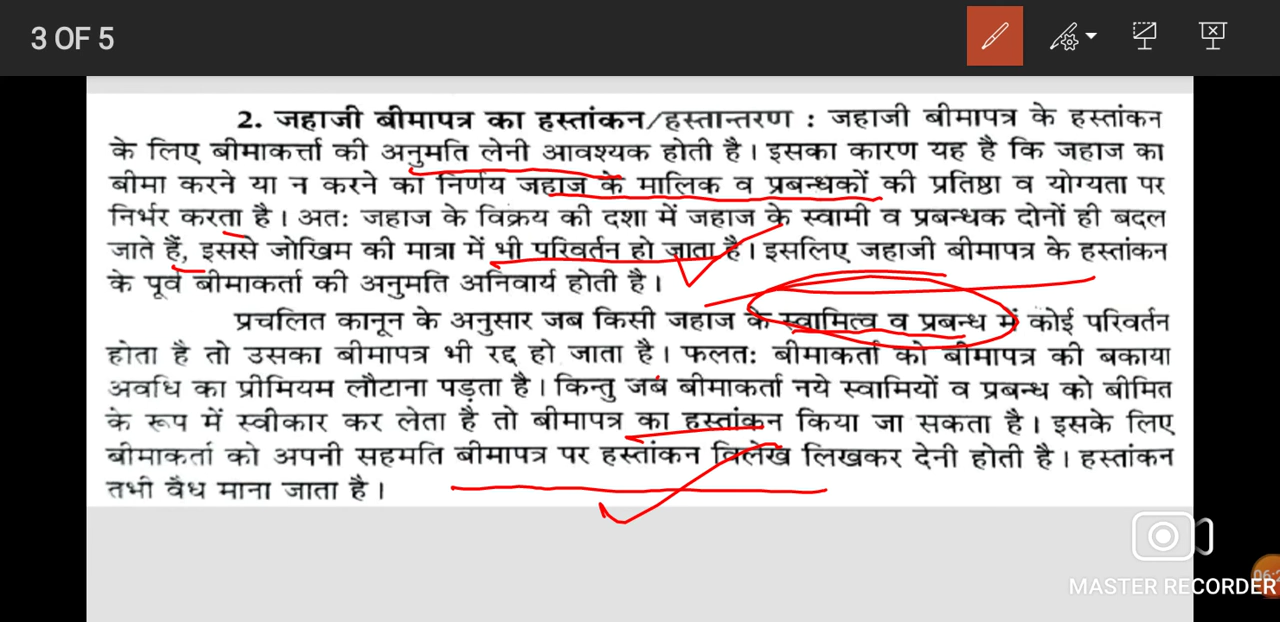 3 OF 5
2. जहाजी बीमापत्र का हस्तांकन/हस्तान्तरण : जहाजी बीमापत्र के हस्तांकन
के लिए बीमाकर्त्ता की अनुमति लेनी आवश्यक होती है। इसका कारण यह है कि जहाज का
बीमा करने या न करने का निर्णय जहाज के मालिक व प्रबन्धकों की प्रतिष्ठा व योग्यता पर
निर्भर करता है। अतः जहाज के विक्रय की दशा में जहाज के स्वामी व प्रबन्धक दोनों ही बदल
जाते हैं, इससे जोखिम की मात्रा में भी परिवर्तन हो जाता है। इसलिए जहाजी बीमापत्र के हस्तांकन
के पूर्व बीमाकर्ता की अनुमति अनिवार्य होती है।
प्रचलित कानून के अनुसार जब किसी जहाज के स्वामित्व व प्रबन्ध में कोई परिवर्तन
होता है तो उसका बीमापत्र भी रद्द हो जाता है। फलतः बीमाकर्ता को बीमापत्र की बकाया
अवधि का प्रीमियम लौटाना पड़ता है। किन्तु जब बीमाकर्ता नये स्वामियों व प्रबन्ध को बीमित
के रूप में स्वीकार कर लेता है तो बीमापत्र का हस्तांकन किया जा सकता है। इसके लिए
बीमाकर्ता को अपनी सहमति बीमापत्र पर हस्तांकन विलेख लिखकर देनी होती है। हस्तांकन
तभी वैध माना जाता है।
MASTER RECORDER